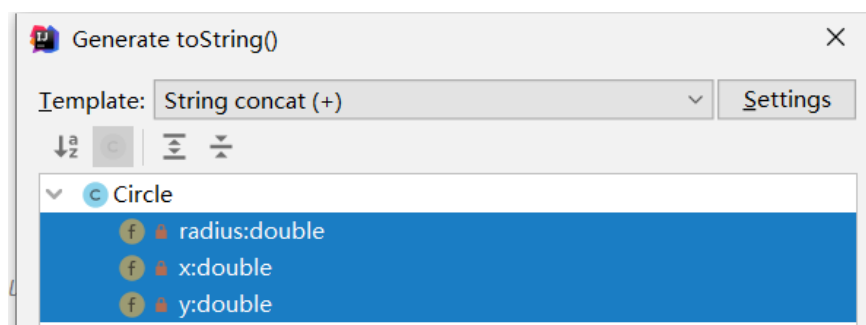 Generate toString()
Template: String concat (+) Settings
Circle
radius:double
x:double
y:double